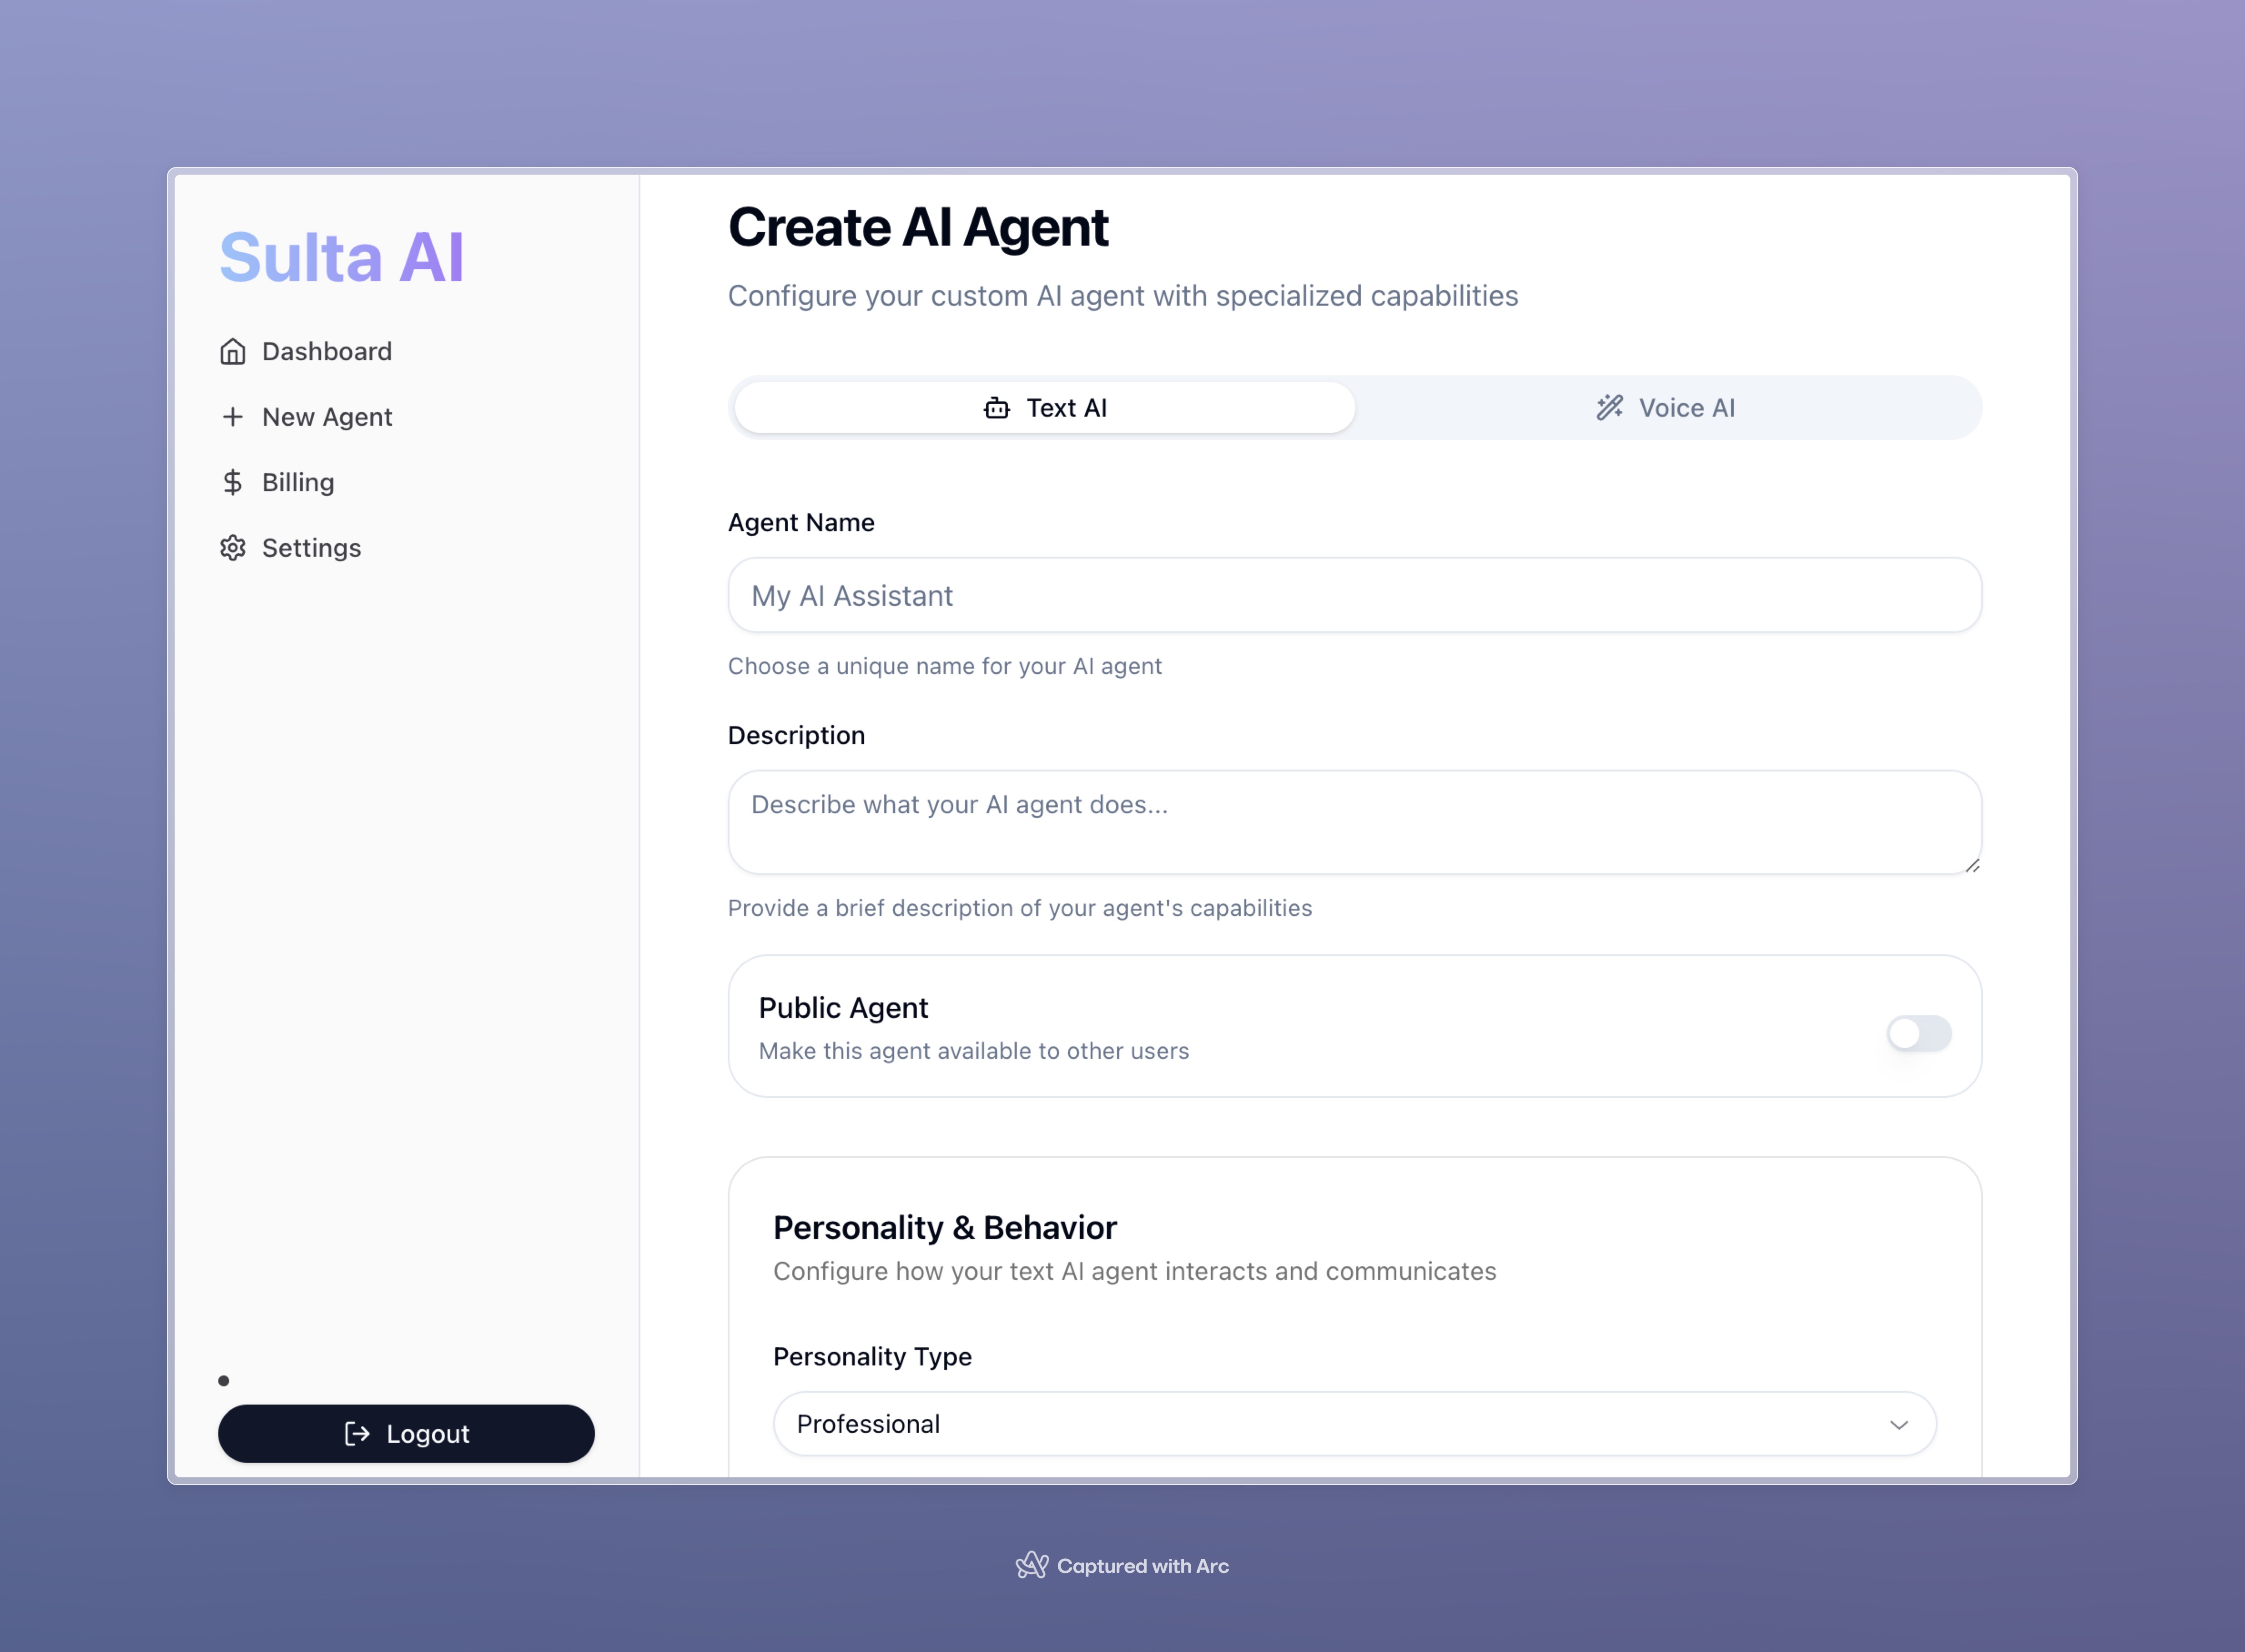 Sulta AI
Dashboard
New Agent
Billing
Settings
Logout
Create AI Agent
Configure your custom AI agent with specialized capabilities
Text AI
Voice AI
Agent Name
My AI Assistant
Choose a unique name for your AI agent
Description
Describe what your AI agent does...
Provide a brief description of your agent's capabilities
Public Agent
Make this agent available to other users
Personality & Behavior
Configure how your text AI agent interacts and communicates
Personality Type
Professional
Captured with Arc